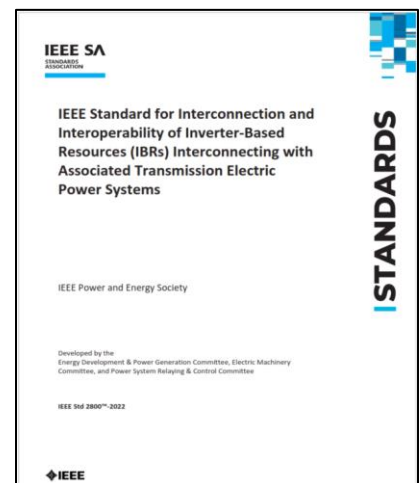 IEEE SA
STANDARDS
ASSOCIATION
IEEE Standard for Interconnection and
Interoperability of Inverter-Based
Resources (IBRs) Interconnecting with
Associated Transmission Electric
Power Systems
STANDARDS
IEEE Power and Energy Society
Developed by the
Energy Development & Power Generation Committee, Electric Machinery
Committee, and Power System Relaying & Control Committee
IEEE Std 2800™-2022
IEEE